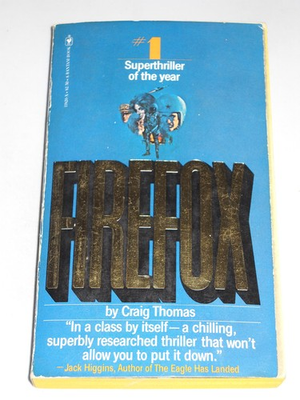 #1
Superthriller
of the year
FIREFOX
by Craig Thomas
"In a class by itself—a chilling,
superbly researched thriller that won't
allow you to put it down."
—Jack Higgins, Author of The Eagle Has Landed